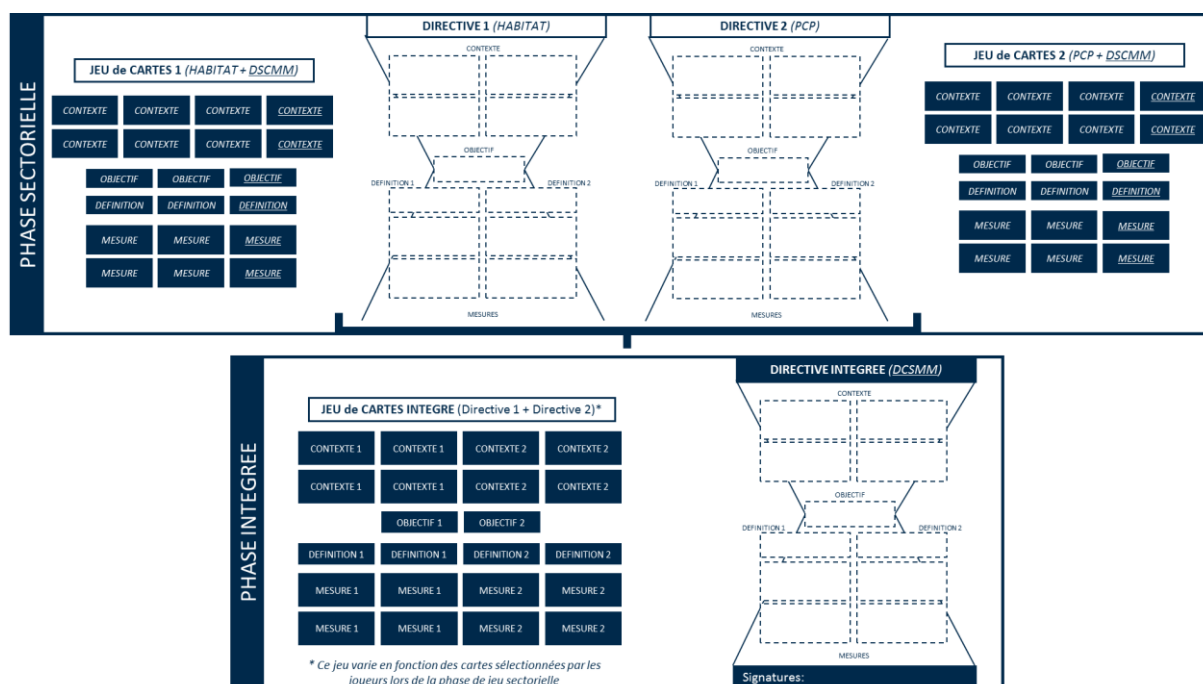 PHASE SECTORIELLE
JEU de CARTES 1 (HABITAT + DSCMM)
CONTEXTE CONTEXTE CONTEXTE CONTEXTE
CONTEXTE CONTEXTE CONTEXTE CONTEXTE
OBJECTIF OBJECTIF OBJECTIF
DEFINITION DEFINITION DEFINITION
MESURE MESURE MESURE
MESURE MESURE MESURE
DIRECTIVE 1 (HABITAT)
CONTEXTE
OBJECTIF
DEFINITION 1 DEFINITION 2
MESURES
DIRECTIVE 2 (PCP)
CONTEXTE
OBJECTIF
DEFINITION 1 DEFINITION 2
MESURES
JEU de CARTES 2 (PCP + DSCMM)
CONTEXTE CONTEXTE CONTEXTE CONTEXTE
CONTEXTE CONTEXTE CONTEXTE CONTEXTE
OBJECTIF OBJECTIF OBJECTIF
DEFINITION DEFINITION DEFINITION
MESURE MESURE MESURE
MESURE MESURE MESURE
PHASE INTEGREE
JEU de CARTES INTEGRE (Directive 1 + Directive 2)*
CONTEXTE 1 CONTEXTE 1 CONTEXTE 2 CONTEXTE 2
CONTEXTE 1 CONTEXTE 1 CONTEXTE 2 CONTEXTE 2
OBJECTIF 1 OBJECTIF 2
DEFINITION 1 DEFINITION 1 DEFINITION 2 DEFINITION 2
MESURE 1 MESURE 1 MESURE 2 MESURE 2
MESURE 1 MESURE 1 MESURE 2 MESURE 2
* Ce jeu varie en fonction des cartes sélectionnées par les
joueurs lors de la phase de jeu sectorielle
DIRECTIVE INTEGREE (DCSMM)
CONTEXTE
OBJECTIF
DEFINITION 1 DEFINITION 2
MESURES
Signatures: